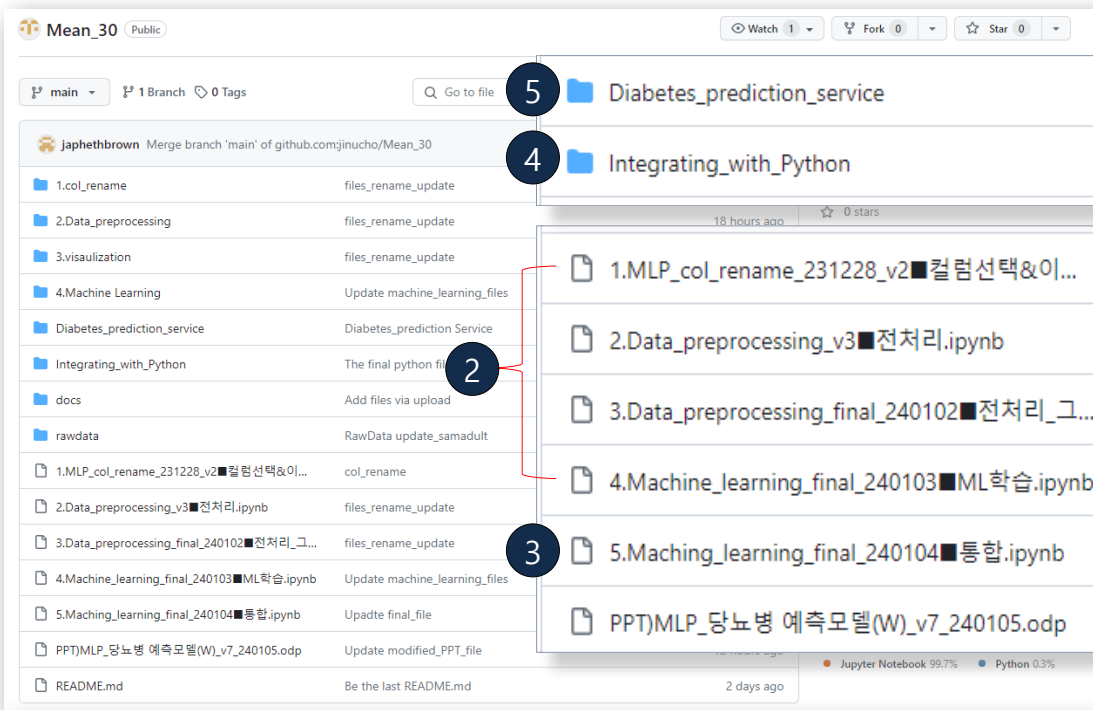 Mean_30 Public
Watch 1
Fork 0
Star 0
main
1 Branch
0 Tags
Go to file
japhethbrown Merge branch 'main' of github.com:jinucho/Mean_30
1.col_rename files_rename_update
2.Data_preprocessing files_rename_update 18 hours ago
3.visaulization files_rename_update
4.Machine Learning Update machine_learning_files
Diabetes_prediction_service Diabetes_prediction Service
Integrating_with_Python The final python
docs Add files via upload
rawdata RawData update_samadult
1.MLP_col_rename_231228_v2■컬럼선택&이... col_rename
2.Data_preprocessing_v3■전처리.ipynb files_rename_update
3.Data_preprocessing_final_240102■전처리_그... files_rename_update
4.Machine_learning_final_240103■ML학습.ipynb Update machine_learning_files
5.Maching_learning_final_240104■통합.ipynb Upadte final_file
PPT)MLP_당뇨병 예측모델(W)_v7_240105.odp Update modified_PPT_file
README.md Be the last README.md 2 days ago
5 Diabetes_prediction_service
4 Integrating_with_Python
0 stars
2
1.MLP_col_rename_231228_v2■컬럼선택&이...
2.Data_preprocessing_v3■전처리.ipynb
3.Data_preprocessing_final_240102■전처리_그...
4.Machine_learning_final_240103■ML학습.ipynb
3 5.Maching_learning_final_240104■통합.ipynb
PPT)MLP_당뇨병 예측모델(W)_v7_240105.odp
Jupyter Notebook 99.7%
Python 0.3%